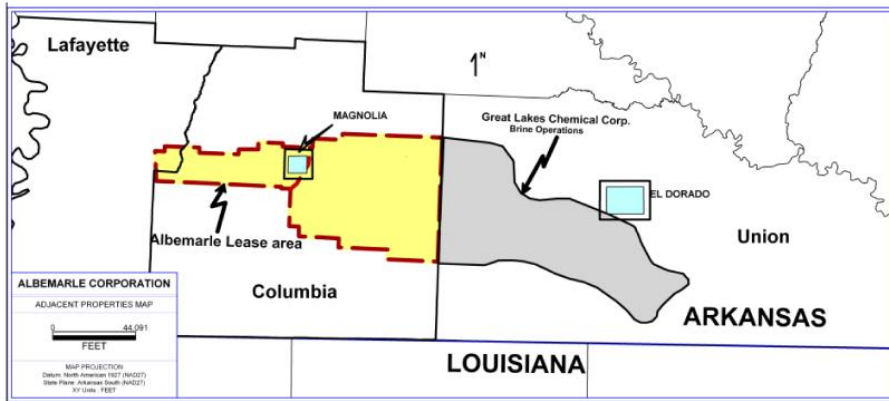 Lafayette
N
MAGNOLIA
Great Lakes Chemical Corp.
Brine Operations
EL DORADO
Albemarle Lease area
Union
Columbia
ARKANSAS
LOUISIANA
ALBEMARLE CORPORATION
ADJACENT PROPERTIES MAP
0 44,091
FEET
MAP PROJECTION
Datum: North American 1927 (NAD27)
State Plane: Arkansas South (NAD27)
XY Units: FEET